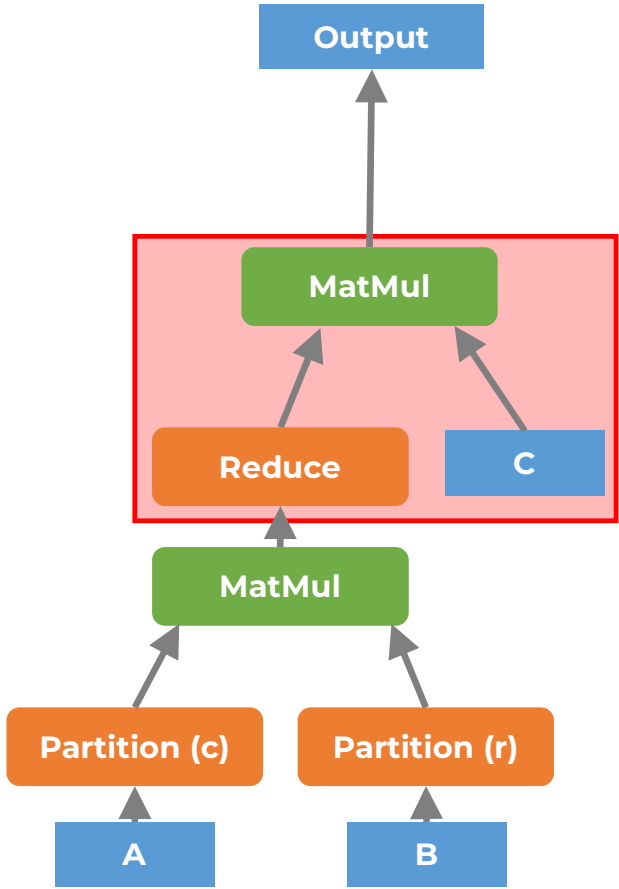 Output
MatMul
Reduce
C
MatMul
Partition (c)
Partition (r)
A
B